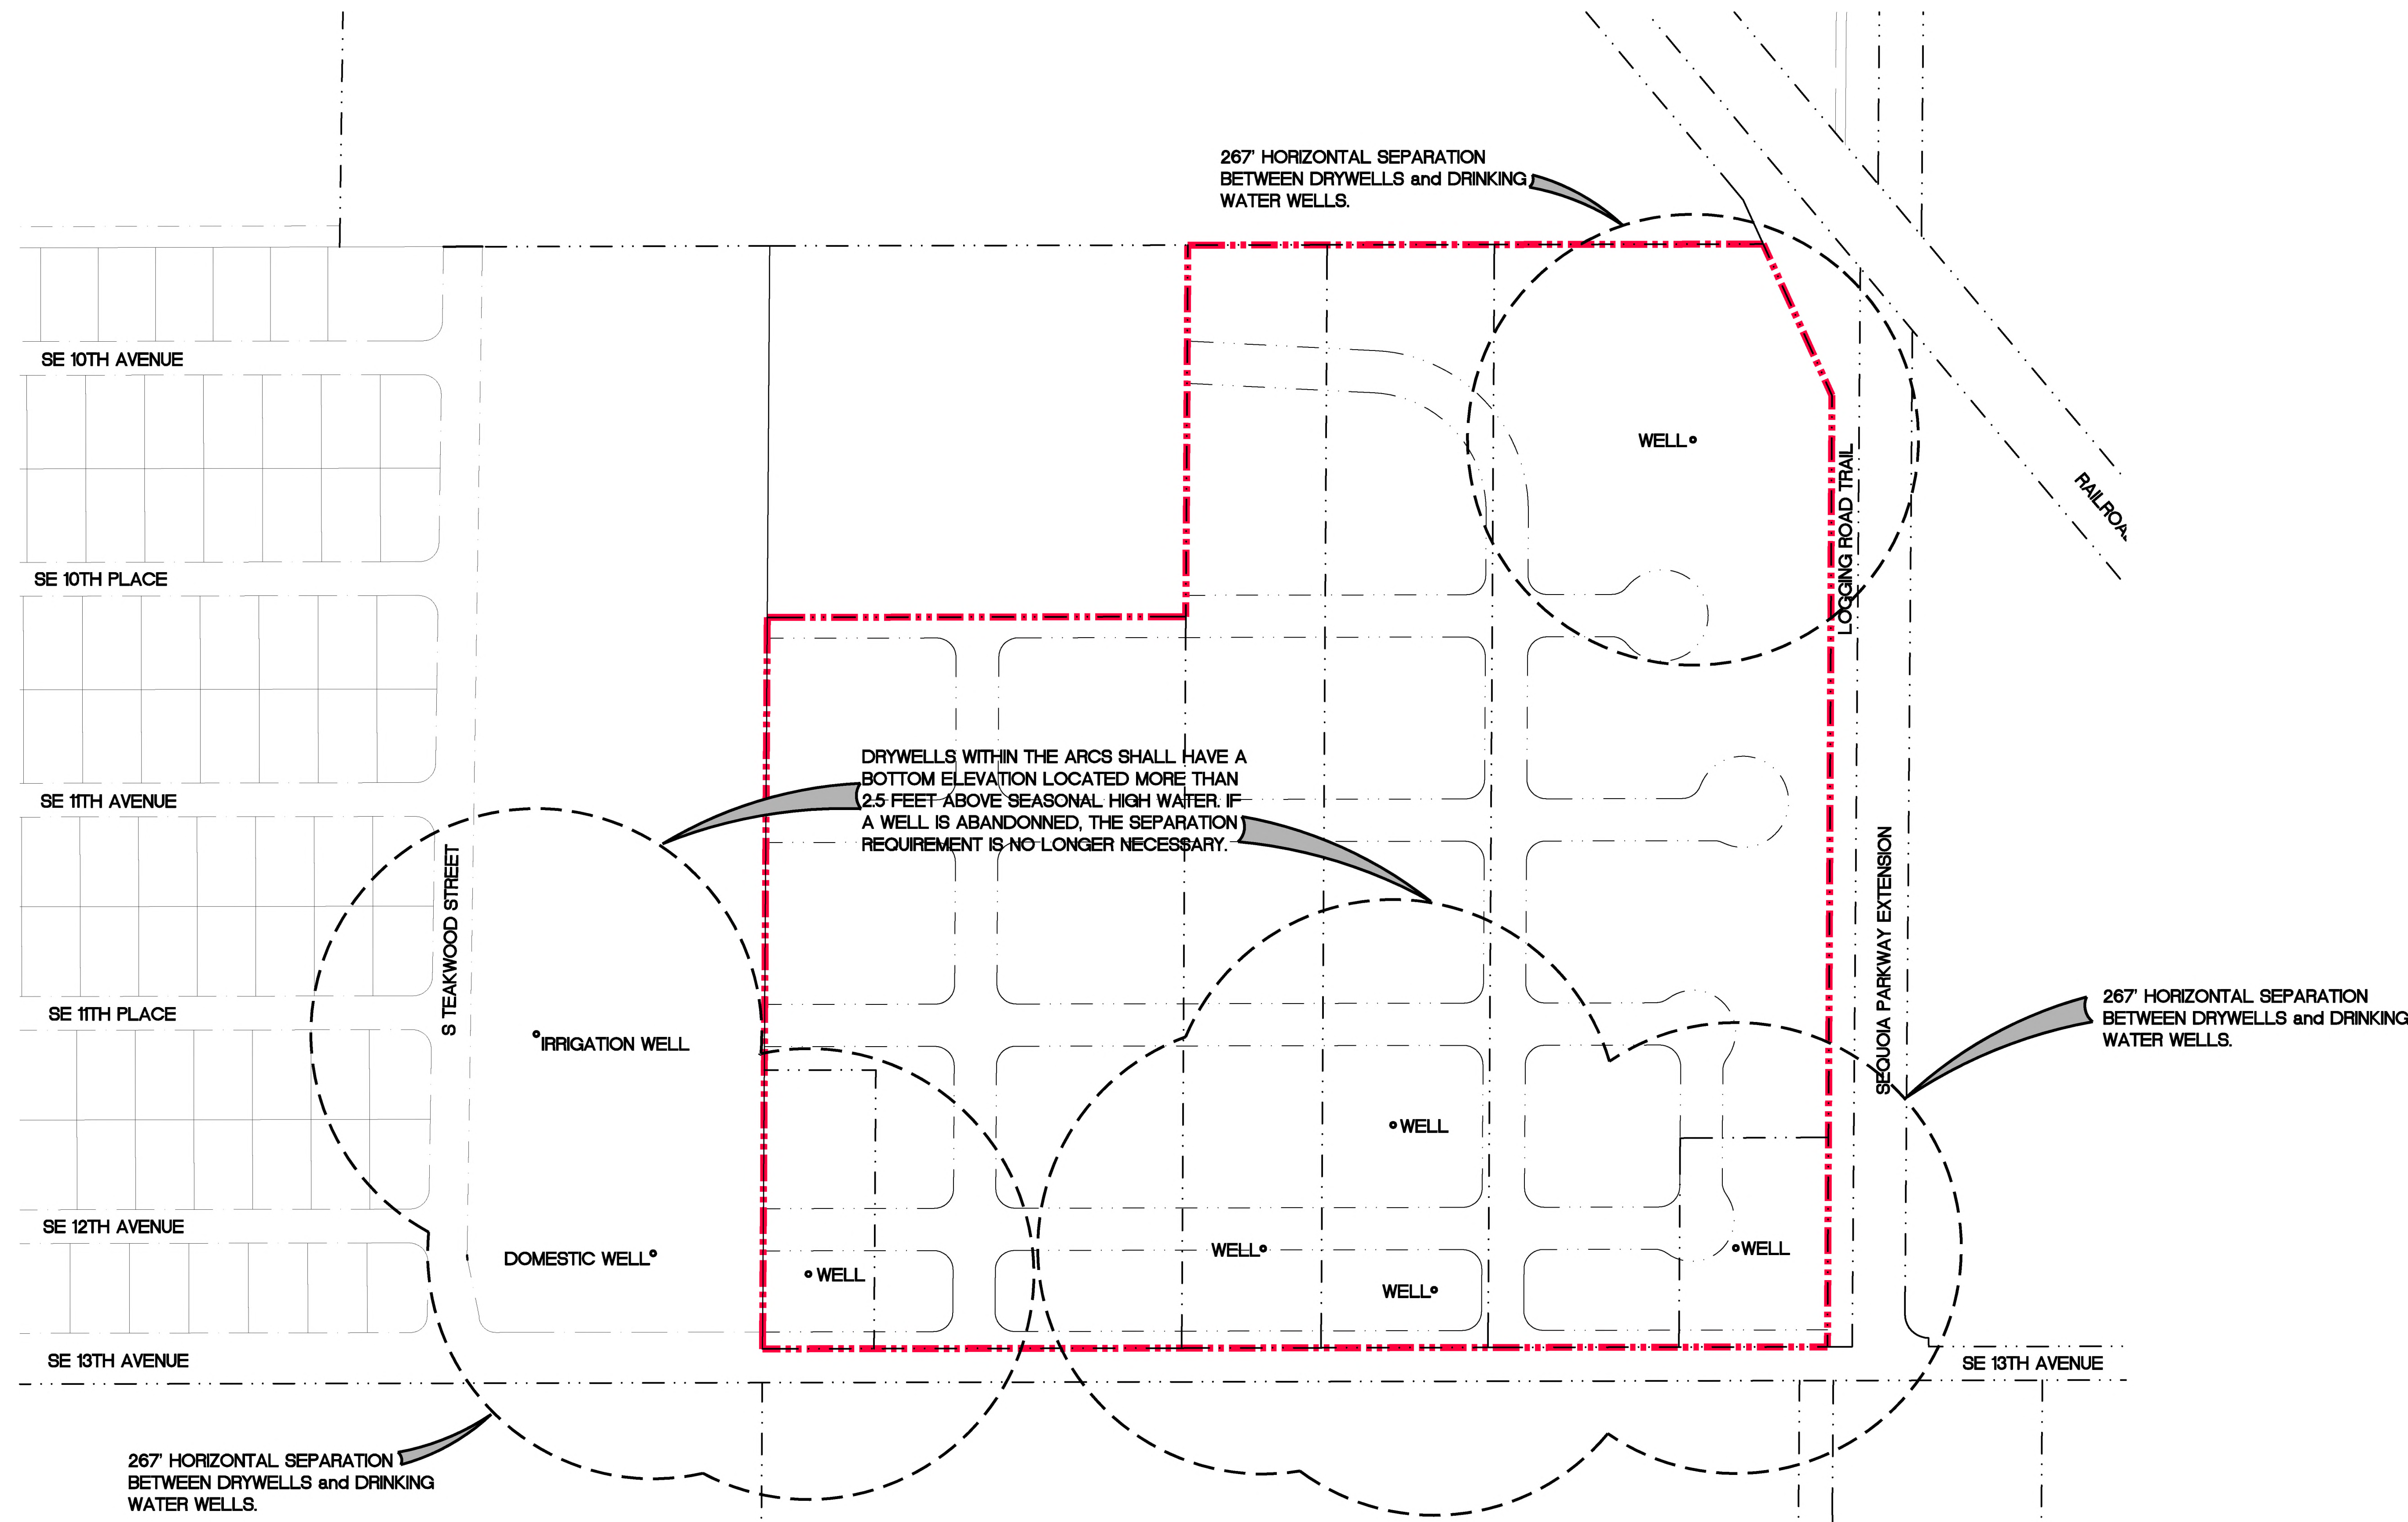 267' HORIZONTAL SEPARATION
BETWEEN DRYWELLS and DRINKING
WATER WELLS.
SE 10TH AVENUE
WELL
LOGGING ROAD TRAIL
SE 10TH PLACE
DRYWELLS WITHIN THE ARCS SHALL HAVE A
BOTTOM ELEVATION LOCATED MORE THAN
2.5 FEET ABOVE SEASONAL HIGH WATER. IF
A WELL IS ABANDONNED, THE SEPARATION
REQUIREMENT IS NO LONGER NECESSARY.
SE 11TH AVENUE
S TEAKWOOD STREET
SEQUOIA PARKWAY EXTENSION
267' HORIZONTAL SEPARATION
BETWEEN DRYWELLS and DRINKING
WATER WELLS.
SE 11TH PLACE
IRRIGATION WELL
WELL
SE 12TH AVENUE
DOMESTIC WELL
WELL
WELL
WELL
WELL
SE 13TH AVENUE
SE 13TH AVENUE
267' HORIZONTAL SEPARATION
BETWEEN DRYWELLS and DRINKING
WATER WELLS.